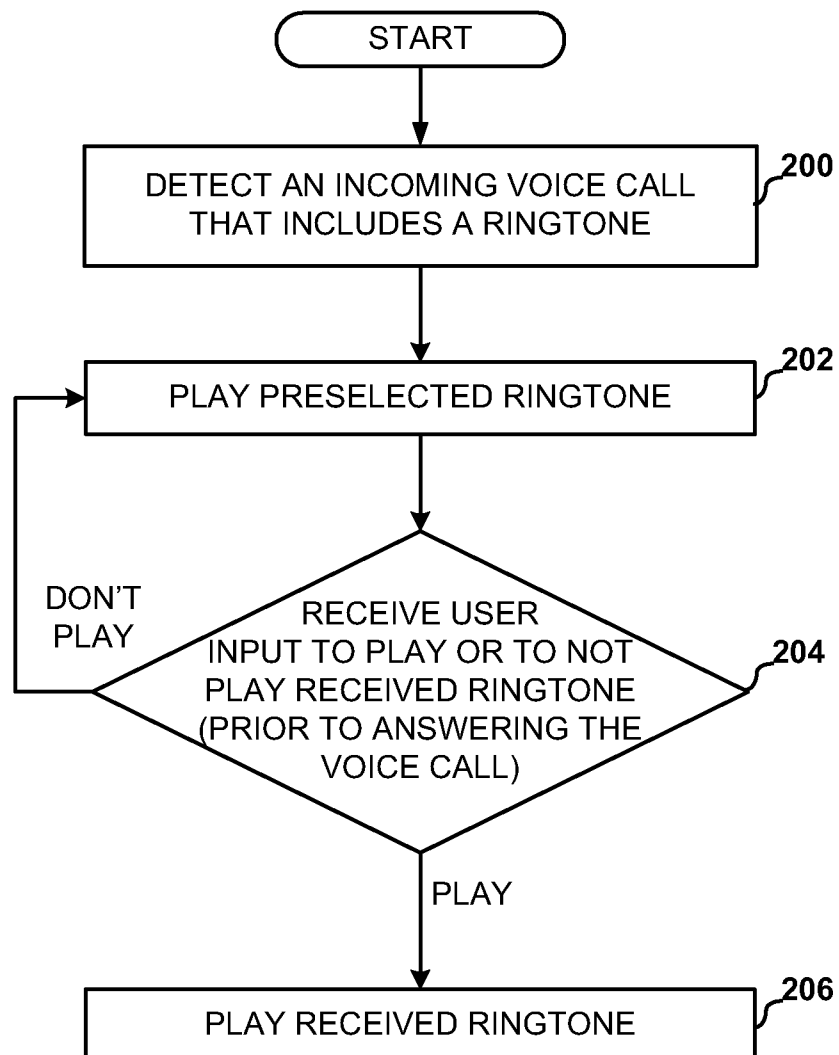 START
DETECT AN INCOMING VOICE CALL
THAT INCLUDES A RINGTONE
200
PLAY PRESELECTED RINGTONE
202
DON'T
PLAY
RECEIVE USER
INPUT TO PLAY OR TO NOT
PLAY RECEIVED RINGTONE
(PRIOR TO ANSWERING THE
VOICE CALL)
204
PLAY
PLAY RECEIVED RINGTONE
206